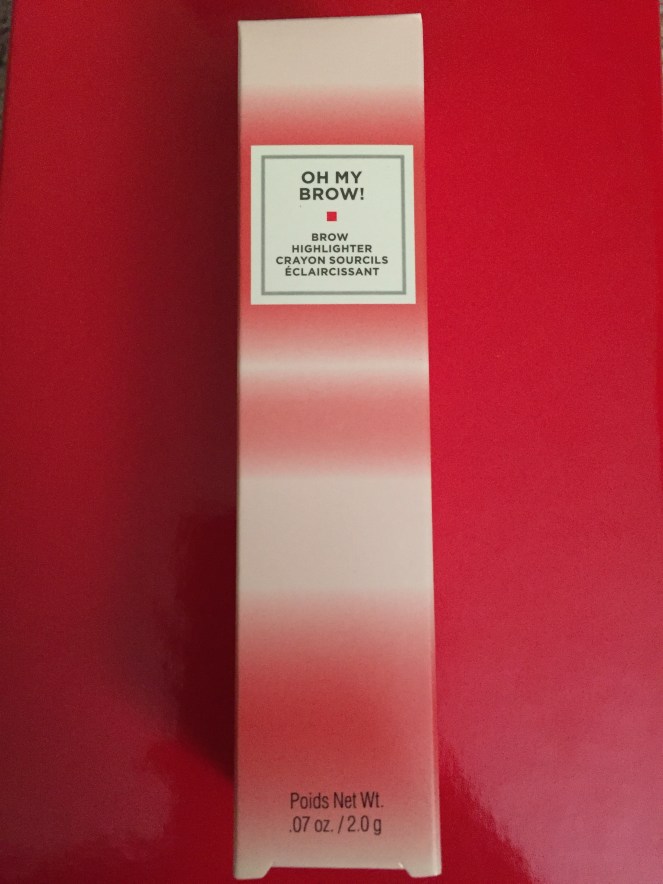 OH MY
BROW!
BROW
HIGHLIGHTER
CRAYON SOURCILS
ÉCLAIRCISSANT
Poids Net Wt.
.07 oz. / 2.0 g